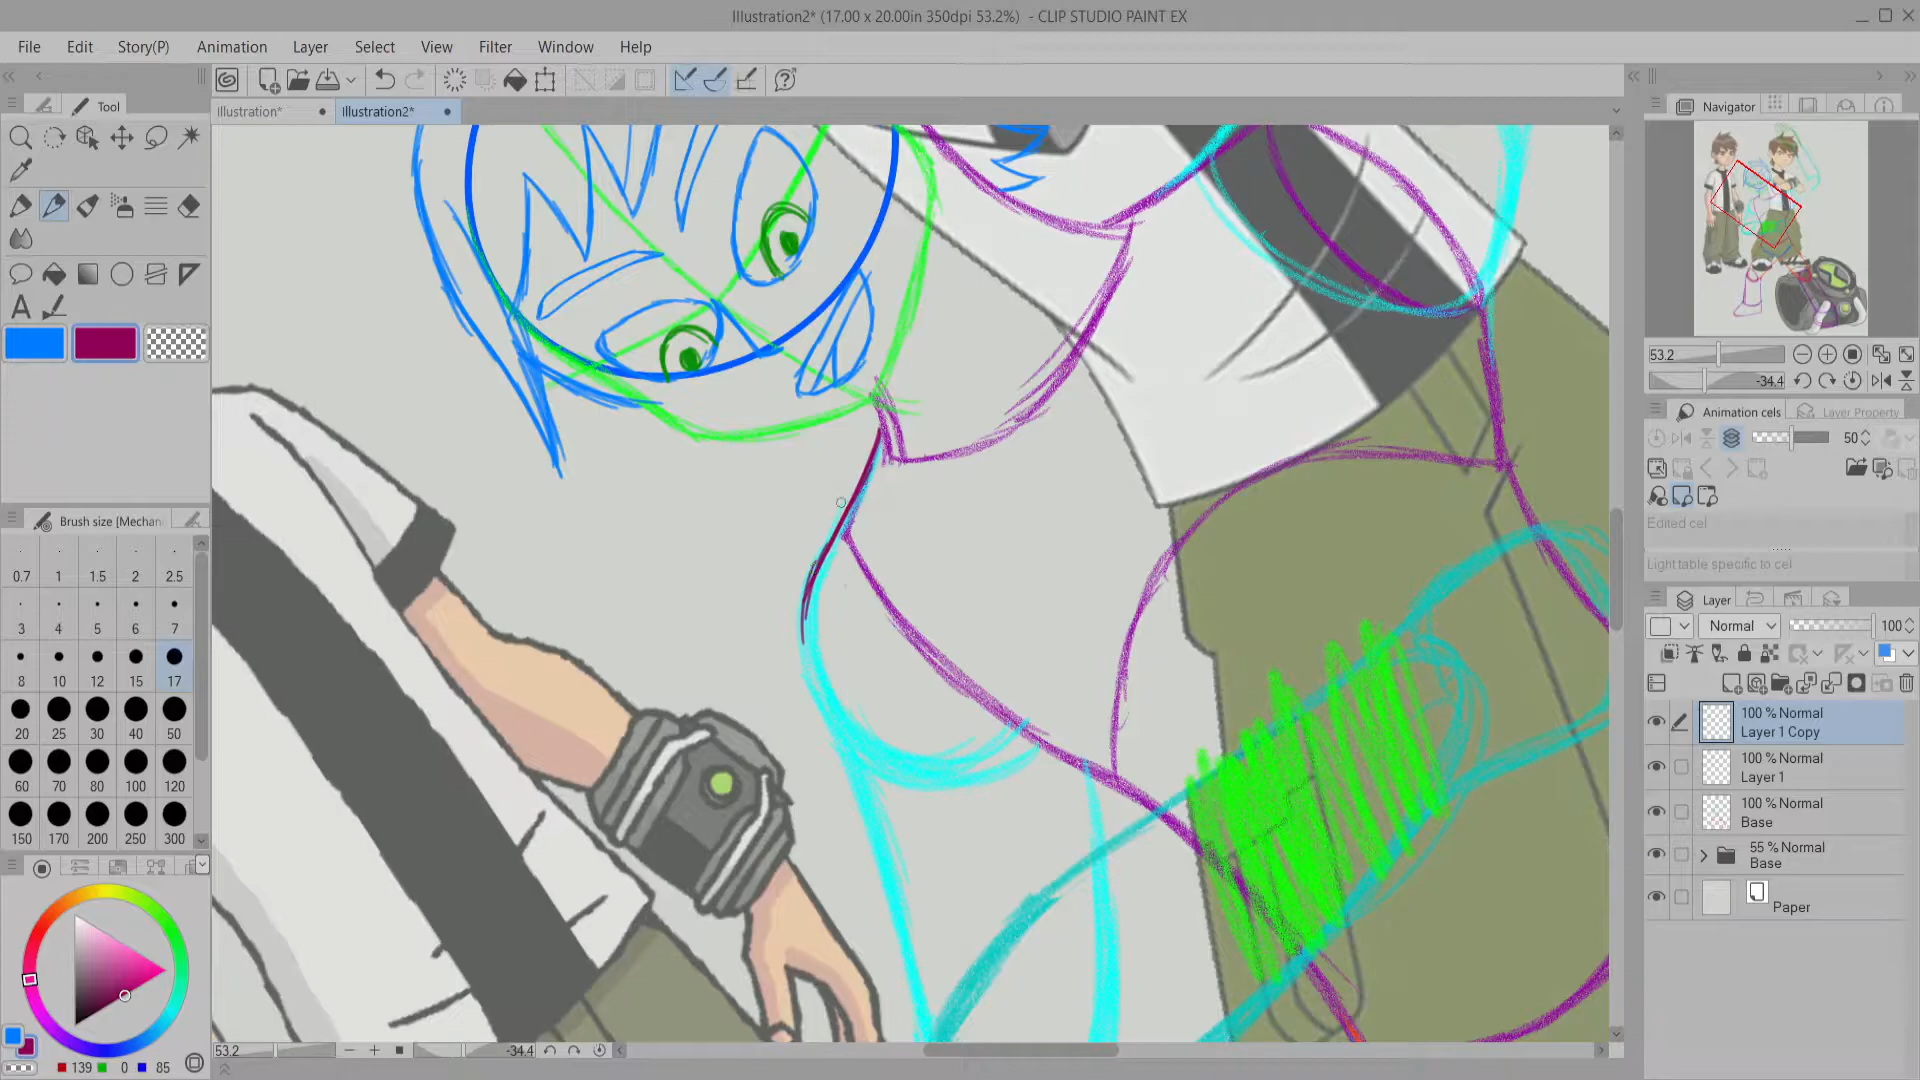 Illustration2* (17.00 x 20.00in 350dpi 53.2%) - CLIP STUDIO PAINT EX
File Edit Story(P) Animation Layer Select View Filter Window Help
Tool
Illustration*
Illustration2*
Navigator
53.2
-34.4
Animation cels
Layer Property
50
Edited cel
Light table specific to cel
Brush size [Mechan
0.7 1 1.5 2 2.5
3 4 5 6 7
8 10 12 15 17
20 25 30 40 50
60 70 80 100 120
150 170 200 250 300
Layer
Normal
100
100 % Normal
Layer 1 Copy
100 % Normal
Layer 1
100 % Normal
Base
55 % Normal
Base
Paper
53.2
-34.4
139 0 85